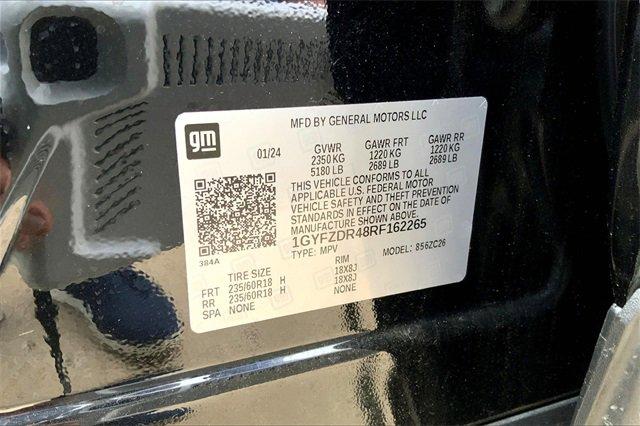 gm
MFD BY GENERAL MOTORS LLC
01/24 GVWR GAWR FRT GAWR RR
2350 KG 1220 KG 1220 KG
5180 LB 2689 LB 2689 LB
THIS VEHICLE CONFORMS TO ALL
APPLICABLE U.S. FEDERAL MOTOR
VEHICLE SAFETY AND THEFT PREVENTION
STANDARDS IN EFFECT ON THE DATE OF
MANUFACTURE SHOWN ABOVE.
1GYFZDR48RF162265
384A
TYPE: MPV MODEL: 856ZC26
TIRE SIZE RIM
FRT 235/60R18 H 18X8J
RR 235/60R18 H 18X8J
SPA NONE NONE